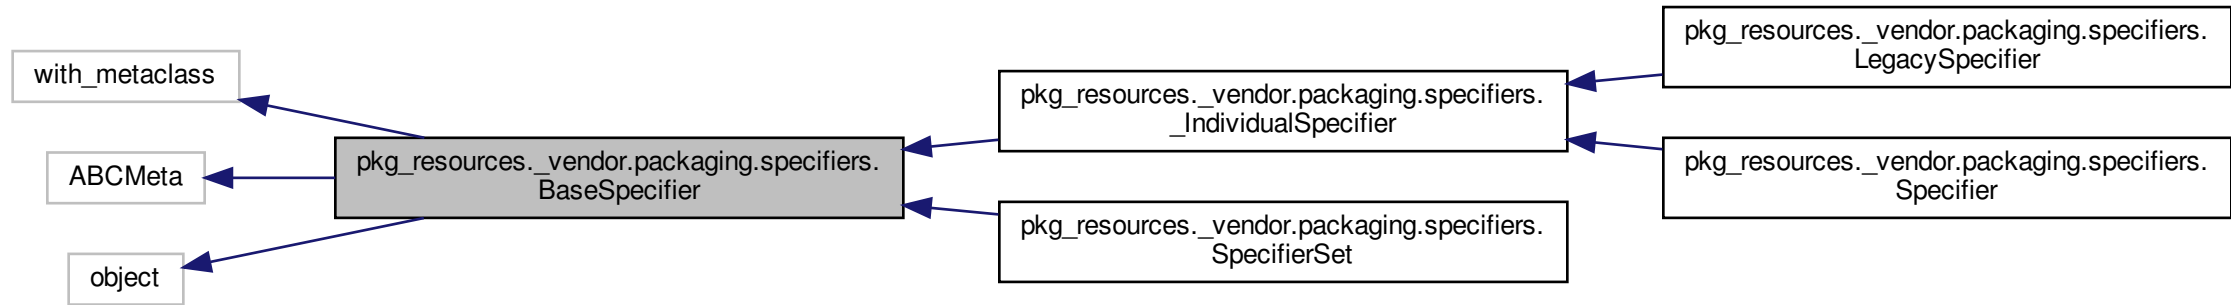 with_metaclass
ABCMeta
object
pkg_resources._vendor.packaging.specifiers.
BaseSpecifier
pkg_resources._vendor.packaging.specifiers.
_IndividualSpecifier
pkg_resources._vendor.packaging.specifiers.
SpecifierSet
pkg_resources._vendor.packaging.specifiers.
LegacySpecifier
pkg_resources._vendor.packaging.specifiers.
Specifier